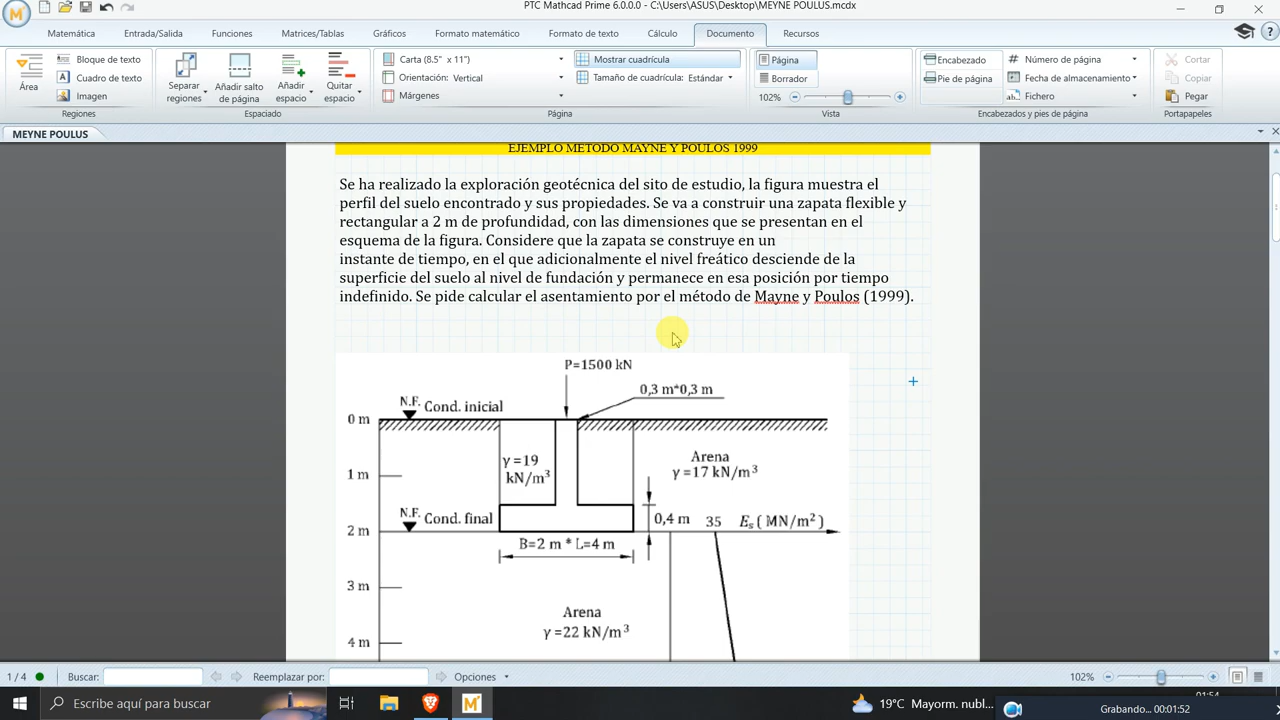 PTC Mathcad Prime 6.0.0.0 - C:\Users\ASUS\Desktop\MEYNE POULUS.mcdx
Matemática Entrada/Salida Funciones Matrices/Tablas Gráficos Formato matemático Formato de texto Cálculo Documento Recursos
Área
Bloque de texto
Cuadro de texto
Imagen
Regiones
Separar regiones
Añadir salto de página
Añadir espacio
Quitar espacio
Espaciado
Carta (8.5" x 11")
Orientación: Vertical
Márgenes
Mostrar cuadrícula
Tamaño de cuadrícula: Estándar
Página
Página
Borrador
102%
Vista
Encabezado
Pie de página
Número de página
Fecha de almacenamiento
Fichero
Encabezados y pies de página
Cortar
Copiar
Pegar
Portapapeles
MEYNE POULUS
EJEMPLO METODO MAYNE Y POULOS 1999
Se ha realizado la exploración geotécnica del sito de estudio, la figura muestra el
perfil del suelo encontrado y sus propiedades. Se va a construir una zapata flexible y
rectangular a 2 m de profundidad, con las dimensiones que se presentan en el
esquema de la figura. Considere que la zapata se construye en un
instante de tiempo, en el que adicionalmente el nivel freático desciende de la
superficie del suelo al nivel de fundación y permanece en esa posición por tiempo
indefinido. Se pide calcular el asentamiento por el método de Mayne y Poulos (1999).
P=1500 kN
0,3 m*0,3 m
N.F. Cond. inicial
0 m
γ=19
kN/m³
Arena
γ=17 kN/m³
1 m
N.F. Cond. final
0,4 m 35 Eₛ ( MN/m²)
2 m
B=2 m * L=4 m
3 m
Arena
γ=22 kN/m³
4 m
1 / 4 Buscar: Reemplazar por: Opciones 102%
Escribe aquí para buscar
19°C Mayorm. nubl...
01:54
Grabando... 00:01:52